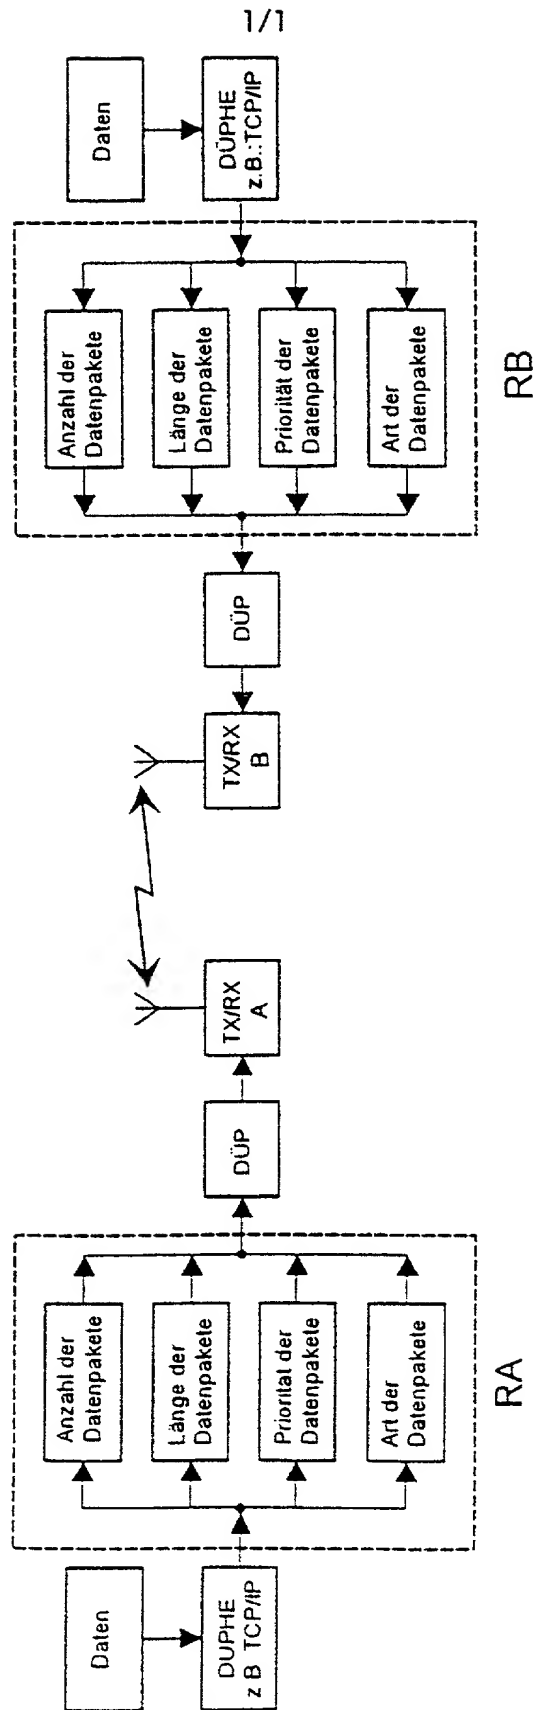 1/1
Daten
DUPHE
z B TCP/IP
Anzahl der
Datenpakete
Länge der
Datenpakete
Prioritat der
Datenpakete
Art der
Datenpakete
RA
DÜP
TX/RX
A
TX/RX
B
DÜP
Anzahl der
Datenpakete
Länge der
Datenpakete
Priorität der
Datenpakete
Art der
Datenpakete
RB
Daten
DÜPHE
z.B.:TCP/IP